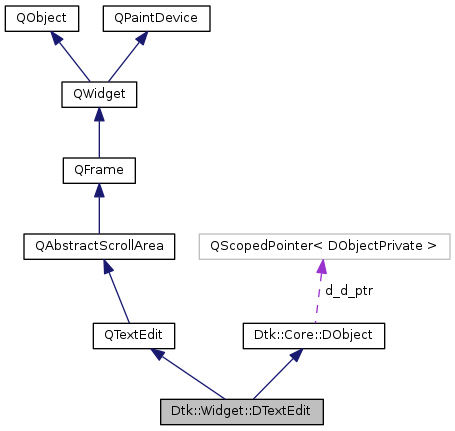 QObject
QPaintDevice
QWidget
QFrame
QAbstractScrollArea
QScopedPointer< DObjectPrivate >
d_d_ptr
QTextEdit
Dtk::Core::DObject
Dtk::Widget::DTextEdit